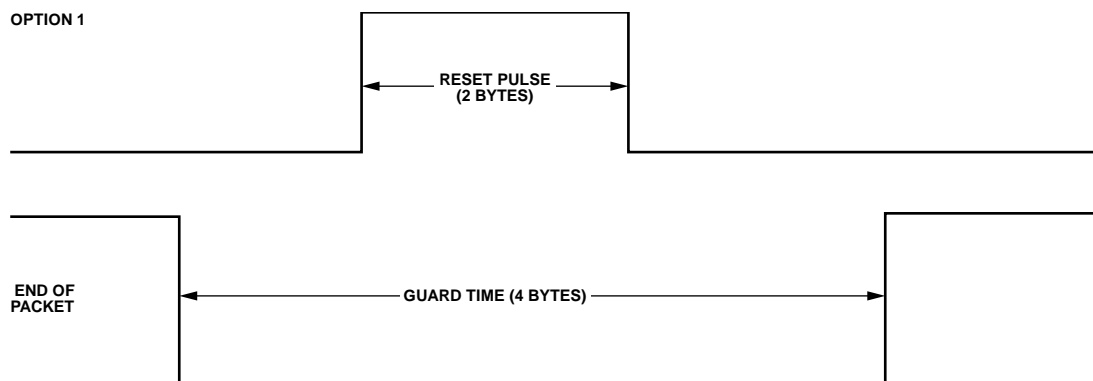 OPTION 1
RESET PULSE
(2 BYTES)
END OF
PACKET
GUARD TIME (4 BYTES)